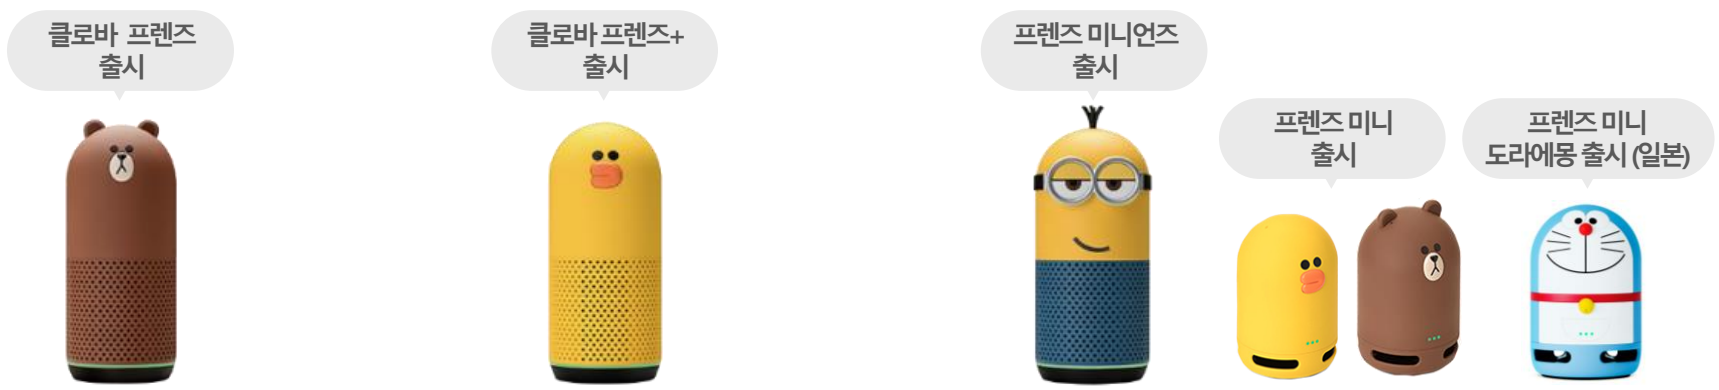 클로바 프렌즈
출시
클로바 프렌즈+
출시
프렌즈 미니언즈
출시
프렌즈 미니
출시
프렌즈 미니
도라에몽 출시 (일본)